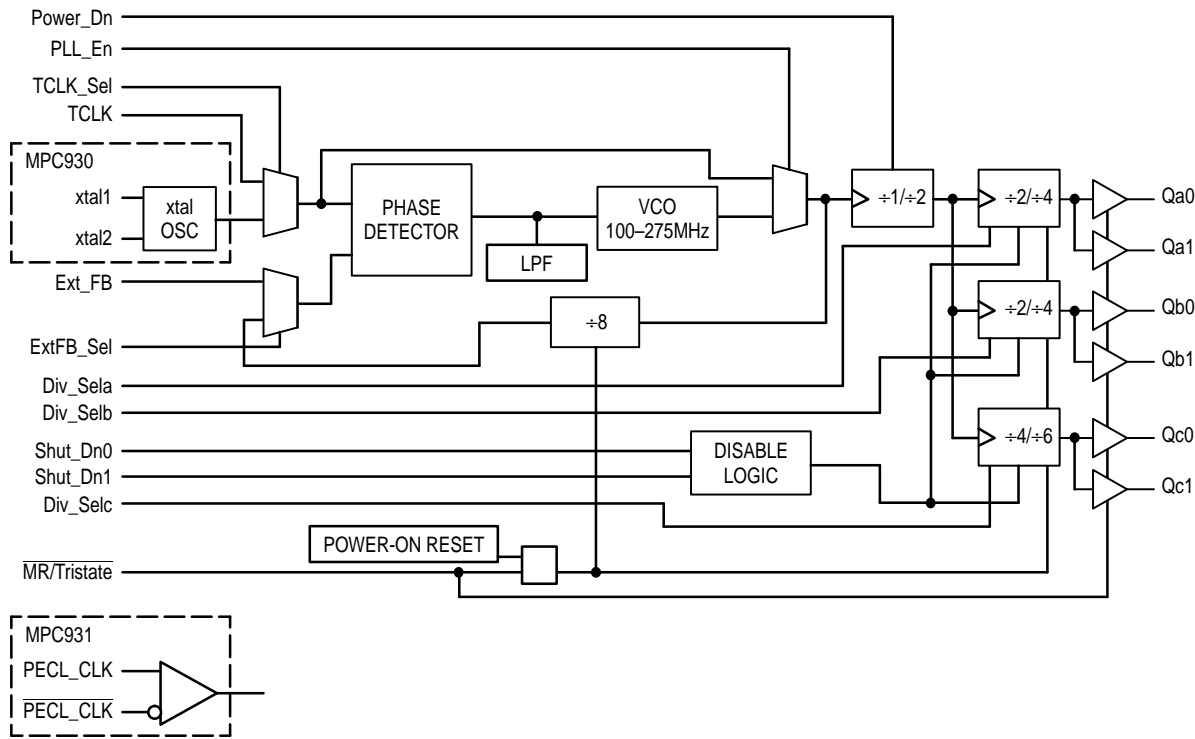 Power_Dn
PLL_En
TCLK_Sel
TCLK
MPC930
xtal1
xtal2
xtal
OSC
Ext_FB
ExtFB_Sel
Div_Sela
Div_Selb
Shut_Dn0
Shut_Dn1
Div_Selc
MR/Tristate
PHASE
DETECTOR
LPF
VCO
100–275MHz
÷8
DISABLE
LOGIC
POWER-ON RESET
÷1/÷2
÷2/÷4
÷2/÷4
÷4/÷6
Qa0
Qa1
Qb0
Qb1
Qc0
Qc1
MPC931
PECL_CLK
PECL_CLK